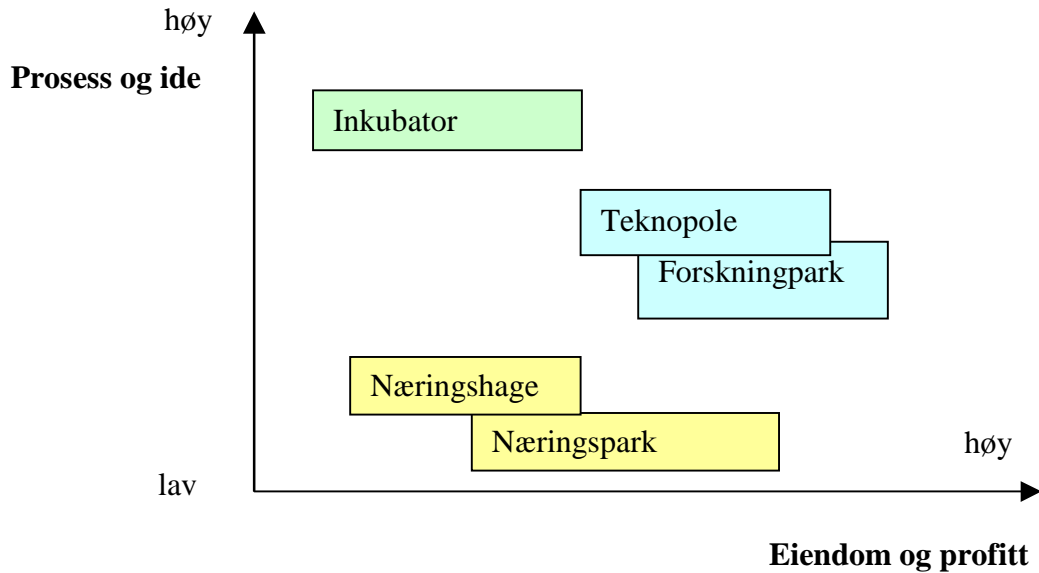 høy
Prosess og ide
Inkubator
Teknopole
Forskningpark
Næringshage
Næringspark
høy
lav
Eiendom og profitt